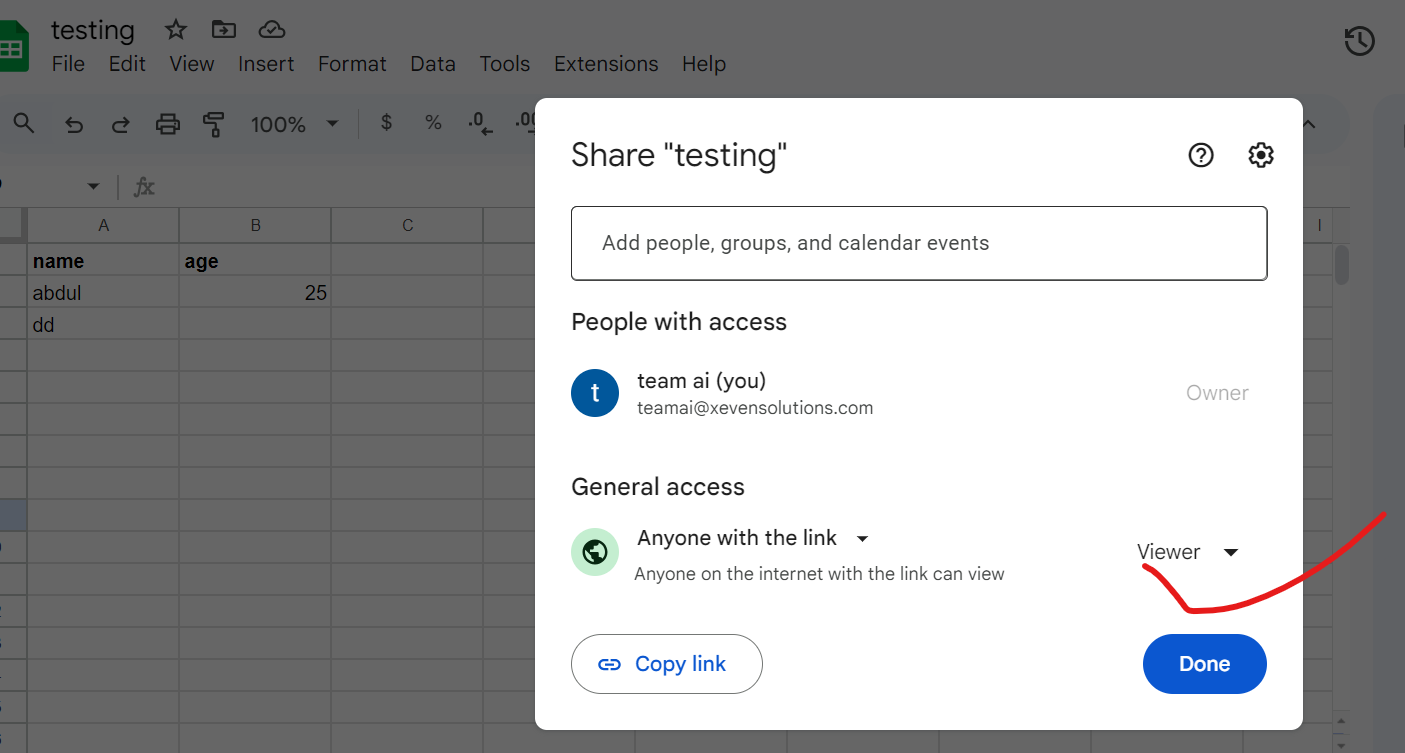 testing
File Edit View Insert Format Data Tools Extensions Help
100% $ % .0 .00
fx
A B C I
name age
abdul 25
dd
Share "testing"
Add people, groups, and calendar events
People with access
t
team ai (you)
teamai@xevensolutions.com
Owner
General access
Anyone with the link
Anyone on the internet with the link can view
Viewer
Copy link
Done